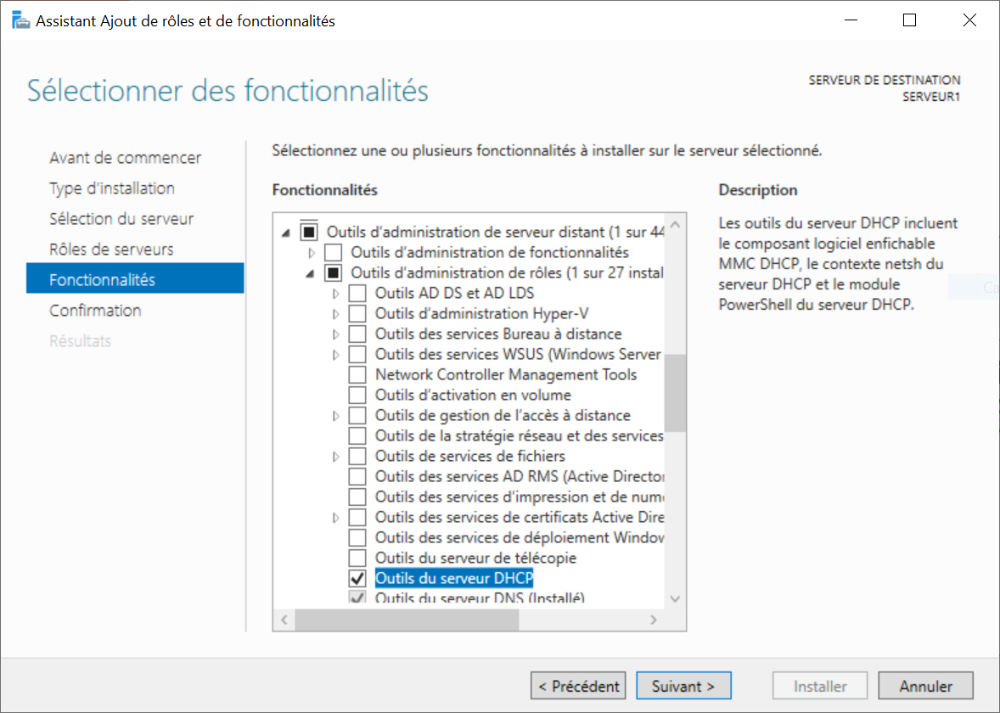 Assistant Ajout de rôles et de fonctionnalités
Sélectionner des fonctionnalités
SERVEUR DE DESTINATION
SERVEUR1
Avant de commencer
Type d'installation
Sélection du serveur
Rôles de serveurs
Fonctionnalités
Confirmation
Résultats
Sélectionnez une ou plusieurs fonctionnalités à installer sur le serveur sélectionné.
Fonctionnalités
Outils d'administration de serveur distant (1 sur 44
Outils d'administration de fonctionnalités
Outils d'administration de rôles (1 sur 27 instal
Outils AD DS et AD LDS
Outils d'administration Hyper-V
Outils des services Bureau à distance
Outils des services WSUS (Windows Server
Network Controller Management Tools
Outils d'activation en volume
Outils de gestion de l'accès à distance
Outils de la stratégie réseau et des services
Outils de services de fichiers
Outils des services AD RMS (Active Director
Outils des services d'impression et de numé
Outils des services de certificats Active Dire
Outils des services de déploiement Window
Outils du serveur de télécopie
Outils du serveur DHCP
Outils du serveur DNS (Installé)
Description
Les outils du serveur DHCP incluent
le composant logiciel enfichable
MMC DHCP, le contexte netsh du
serveur DHCP et le module
PowerShell du serveur DHCP.
Ca
< Précédent
Suivant >
Installer
Annuler